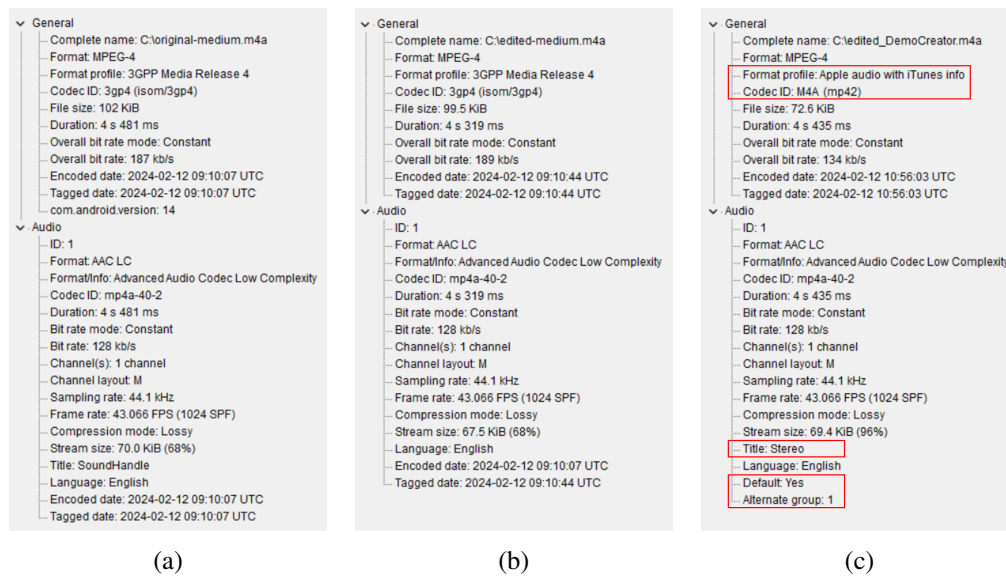 General
Complete name: C:\original-medium.m4a
Format: MPEG-4
Format profile: 3GPP Media Release 4
Codec ID: 3gp4 (isom/3gp4)
File size: 102 KiB
Duration: 4 s 481 ms
Overall bit rate mode: Constant
Overall bit rate: 187 kb/s
Encoded date: 2024-02-12 09:10:07 UTC
Tagged date: 2024-02-12 09:10:07 UTC
com.android.version: 14
Audio
ID: 1
Format: AAC LC
Format/Info: Advanced Audio Codec Low Complexity
Codec ID: mp4a-40-2
Duration: 4 s 481 ms
Bit rate mode: Constant
Bit rate: 128 kb/s
Channel(s): 1 channel
Channel layout: M
Sampling rate: 44.1 kHz
Frame rate: 43.066 FPS (1024 SPF)
Compression mode: Lossy
Stream size: 70.0 KiB (68%)
Title: SoundHandle
Language: English
Encoded date: 2024-02-12 09:10:07 UTC
Tagged date: 2024-02-12 09:10:07 UTC
(a)
General
Complete name: C:\edited-medium.m4a
Format: MPEG-4
Format profile: 3GPP Media Release 4
Codec ID: 3gp4 (isom/3gp4)
File size: 99.5 KiB
Duration: 4 s 319 ms
Overall bit rate mode: Constant
Overall bit rate: 189 kb/s
Encoded date: 2024-02-12 09:10:44 UTC
Tagged date: 2024-02-12 09:10:44 UTC
Audio
ID: 1
Format: AAC LC
Format/Info: Advanced Audio Codec Low Complexity
Codec ID: mp4a-40-2
Duration: 4 s 319 ms
Bit rate mode: Constant
Bit rate: 128 kb/s
Channel(s): 1 channel
Channel layout: M
Sampling rate: 44.1 kHz
Frame rate: 43.066 FPS (1024 SPF)
Compression mode: Lossy
Stream size: 67.5 KiB (68%)
Language: English
Encoded date: 2024-02-12 09:10:07 UTC
Tagged date: 2024-02-12 09:10:44 UTC
(b)
General
Complete name: C:\edited_DemoCreator.m4a
Format: MPEG-4
Format profile: Apple audio with iTunes info
Codec ID: M4A (mp42)
File size: 72.6 KiB
Duration: 4 s 435 ms
Overall bit rate mode: Constant
Overall bit rate: 134 kb/s
Encoded date: 2024-02-12 10:56:03 UTC
Tagged date: 2024-02-12 10:56:03 UTC
Audio
ID: 1
Format: AAC LC
Format/Info: Advanced Audio Codec Low Complexity
Codec ID: mp4a-40-2
Duration: 4 s 435 ms
Bit rate mode: Constant
Bit rate: 128 kb/s
Channel(s): 1 channel
Channel layout: M
Sampling rate: 44.1 kHz
Frame rate: 43.066 FPS (1024 SPF)
Compression mode: Lossy
Stream size: 69.4 KiB (96%)
Title: Stereo
Language: English
Default: Yes
Alternate group: 1
(c)